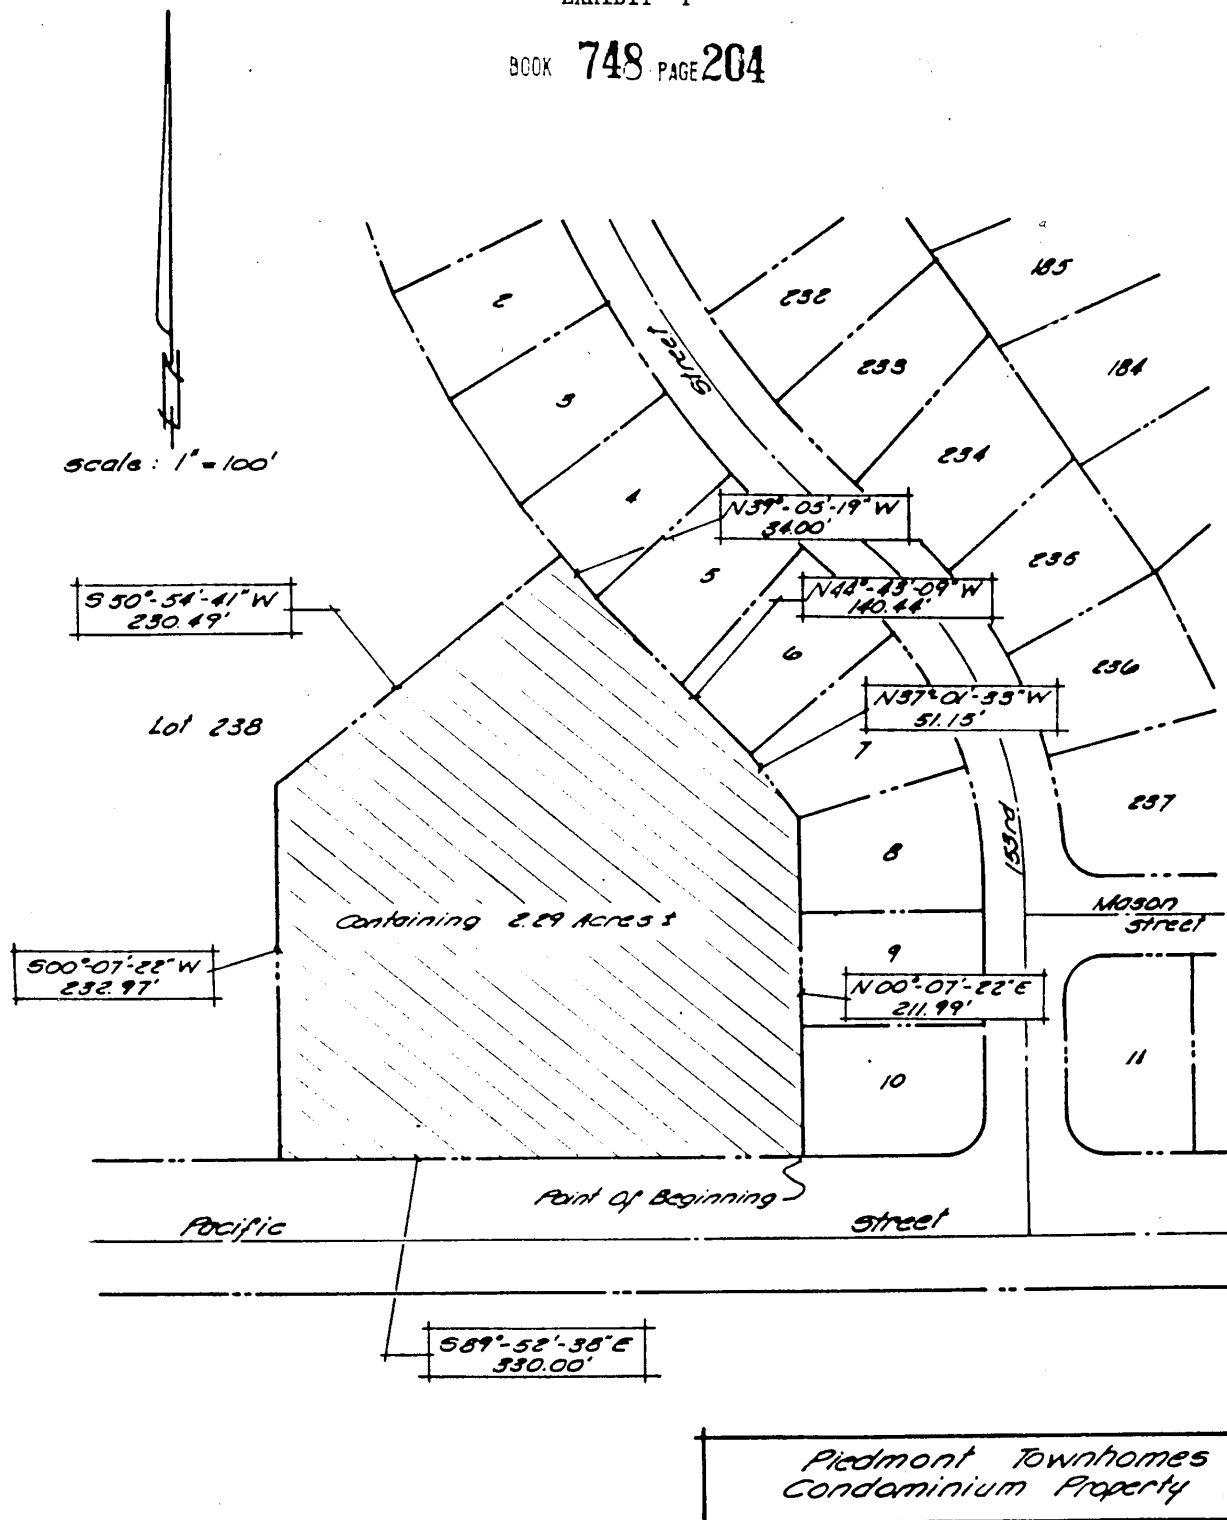 BOOK 748 PAGE 204
scale: 1" = 100'
185
232
2
Street
233
184
3
234
4
N39°-05'-19"W
34.00'
5
235
S50°-54'-41"W
230.49'
N44°-43'-09"W
140.44'
6
236
N37°-01'-33"W
51.15'
Lot 238
7
237
153rd
8
Mason
Street
Containing 2.29 Acres ±
9
S00°-07'-22"W
232.97'
N00°-07'-22"E
211.99'
10
11
Point Of Beginning
Pacific Street
S89°-52'-38"E
330.00'
Piedmont Townhomes
Condominium Property